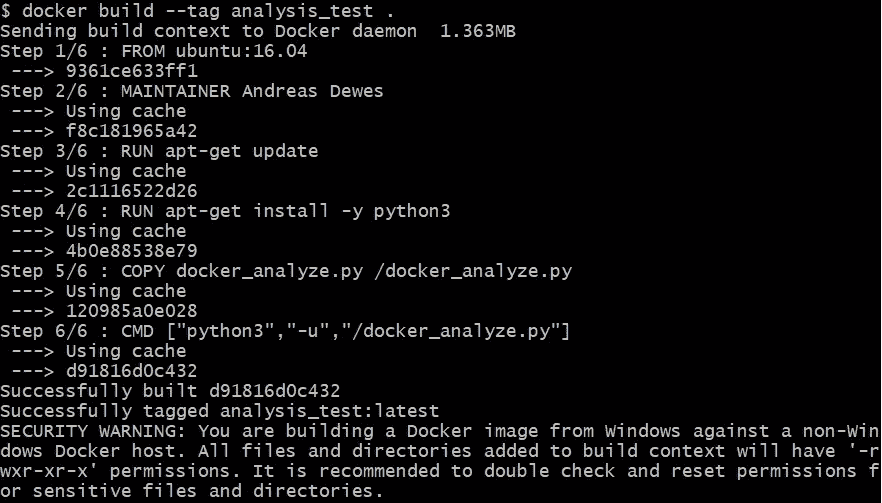 $ docker build --tag analysis_test .
Sending build context to Docker daemon  1.363MB
Step 1/6 : FROM ubuntu:16.04
 ---> 9361ce633ff1
Step 2/6 : MAINTAINER Andreas Dewes
 ---> Using cache
 ---> f8c181965a42
Step 3/6 : RUN apt-get update
 ---> Using cache
 ---> 2c1116522d26
Step 4/6 : RUN apt-get install -y python3
 ---> Using cache
 ---> 4b0e88538e79
Step 5/6 : COPY docker_analyze.py /docker_analyze.py
 ---> Using cache
 ---> 120985a0e028
Step 6/6 : CMD ["python3","-u","/docker_analyze.py"]
 ---> Using cache
 ---> d91816d0c432
Successfully built d91816d0c432
Successfully tagged analysis_test:latest
SECURITY WARNING: You are building a Docker image from Windows against a non-Win
dows Docker host. All files and directories added to build context will have '-r
wxr-xr-x' permissions. It is recommended to double check and reset permissions f
or sensitive files and directories.